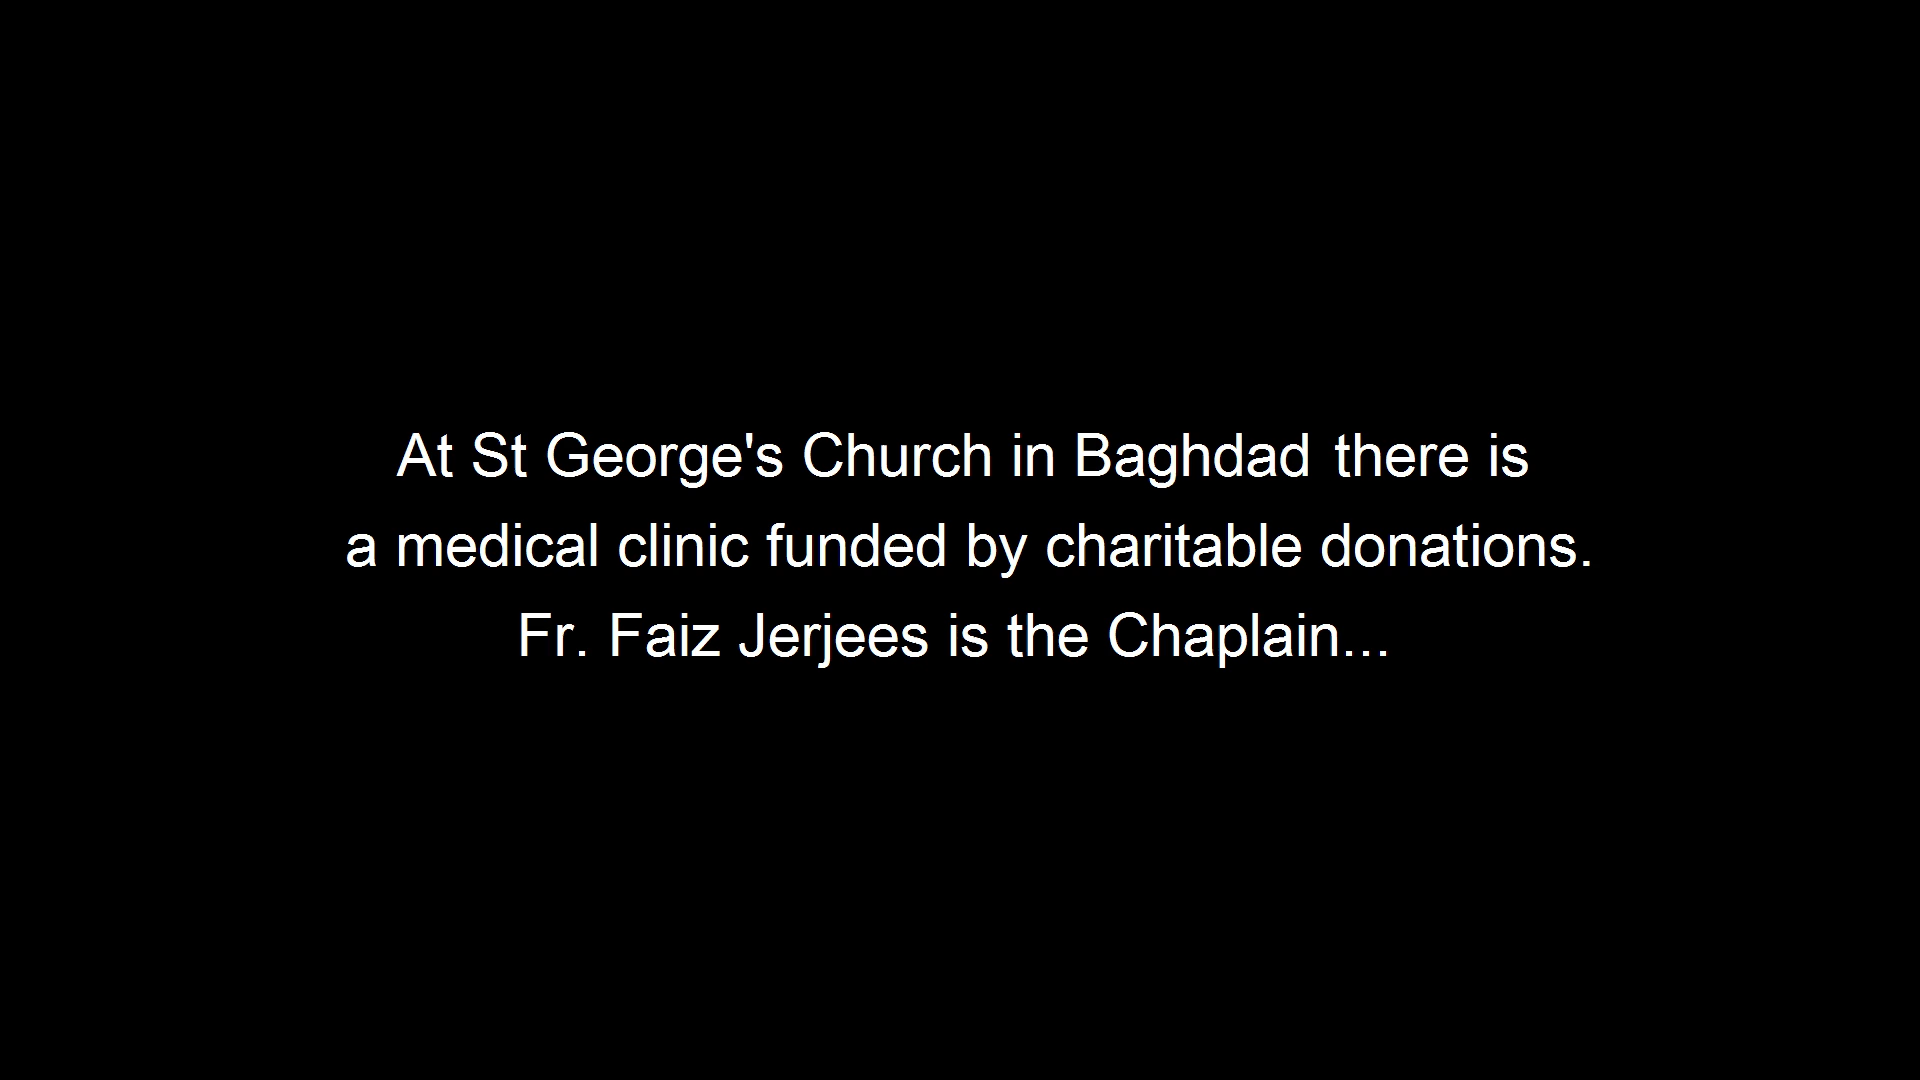 At St George's Church in Baghdad there is
a medical clinic funded by charitable donations.
Fr. Faiz Jerjees is the Chaplain...